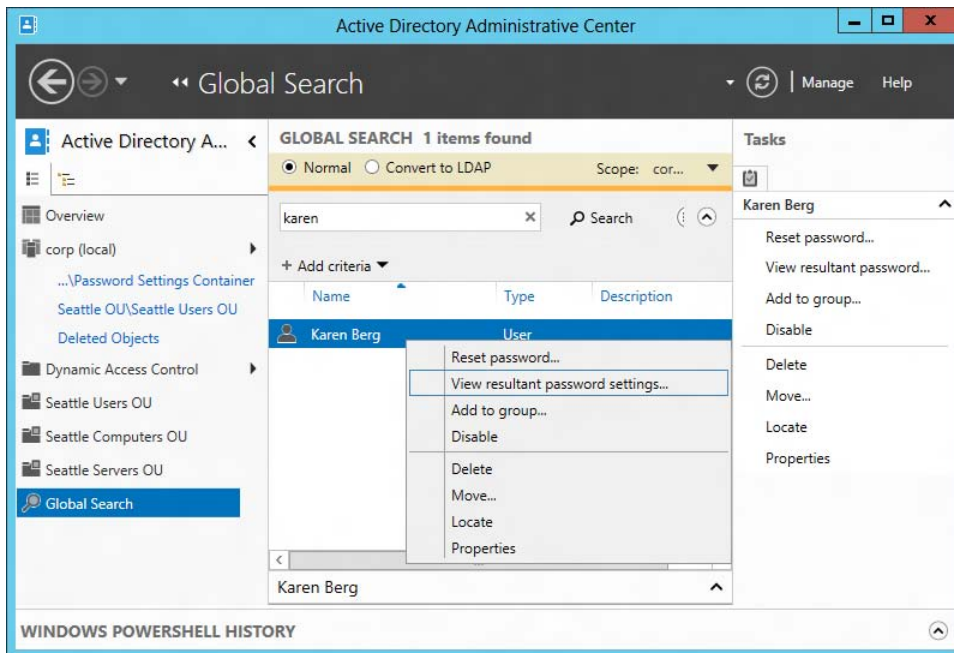 Active Directory Administrative Center
Global Search
Manage Help
Active Directory A...
Overview
corp (local)
...\Password Settings Container
Seattle OU\Seattle Users OU
Deleted Objects
Dynamic Access Control
Seattle Users OU
Seattle Computers OU
Seattle Servers OU
Global Search
GLOBAL SEARCH 1 items found
Normal Convert to LDAP Scope: cor...
karen Search
+ Add criteria
Name Type Description
Karen Berg User
Reset password...
View resultant password settings...
Add to group...
Disable
Delete
Move...
Locate
Properties
Karen Berg
Tasks
Karen Berg
Reset password...
View resultant password...
Add to group...
Disable
Delete
Move...
Locate
Properties
WINDOWS POWERSHELL HISTORY